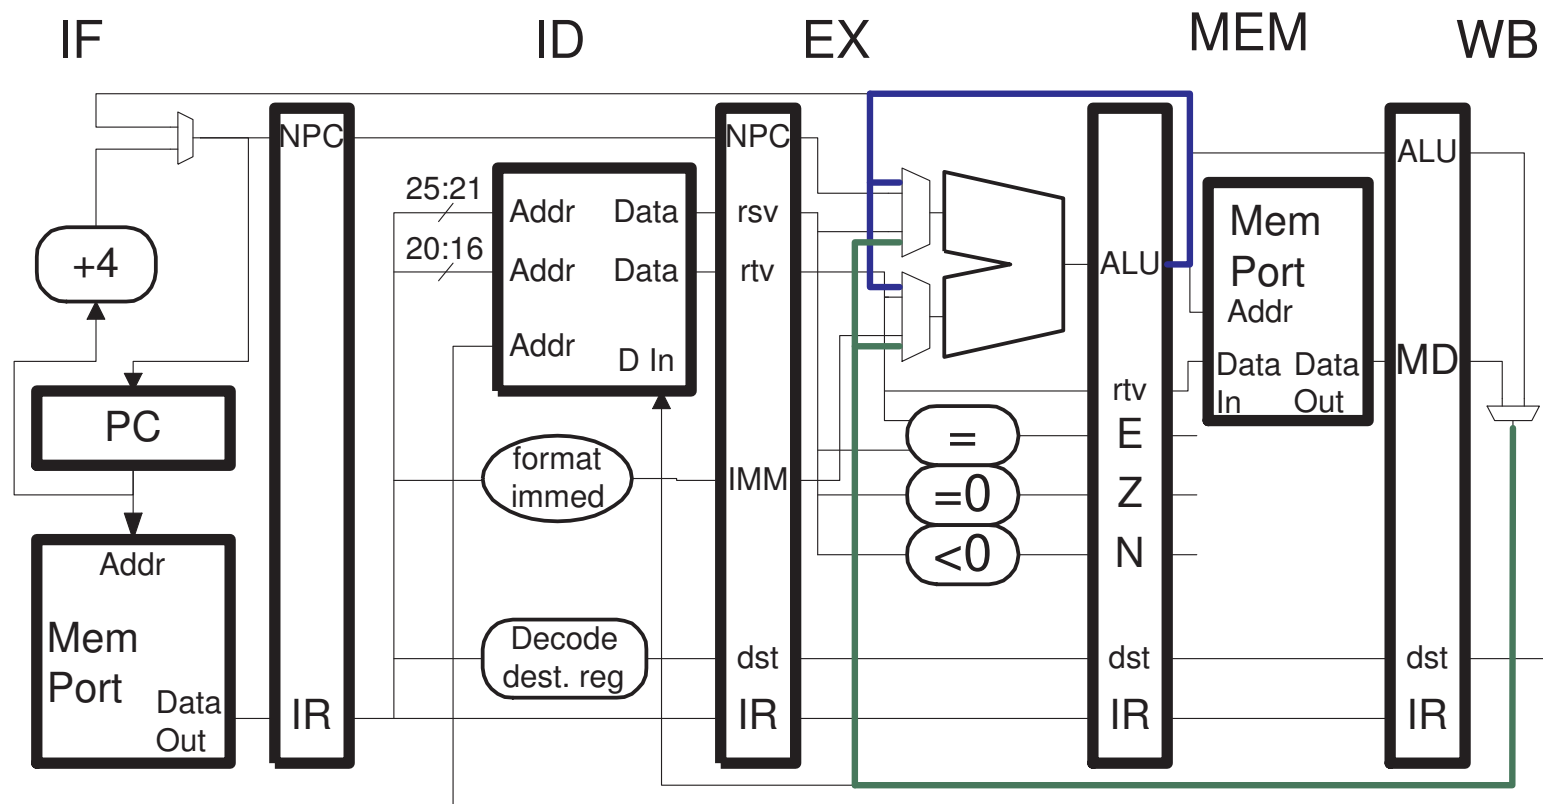 IF
ID
EX
MEM
WB
+4
PC
Addr
Mem
Port
Data
Out
NPC
IR
25:21
20:16
Addr
Data
Addr
Data
Addr
D In
format
immed
Decode
dest. reg
NPC
rsv
rtv
IMM
dst
IR
=
=0
<0
ALU
rtv
E
Z
N
dst
IR
Mem
Port
Addr
Data
In
Data
Out
ALU
MD
dst
IR